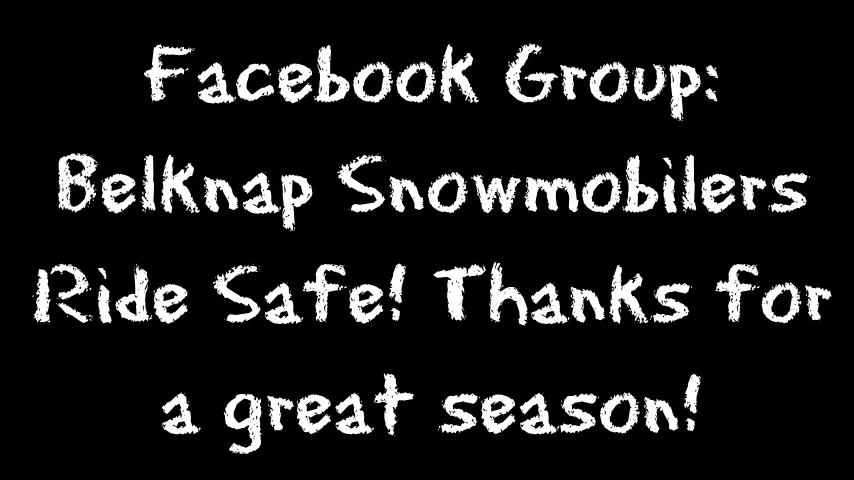 Facebook Group:
Belknap Snowmobilers
Ride Safe! Thanks for
a great season!